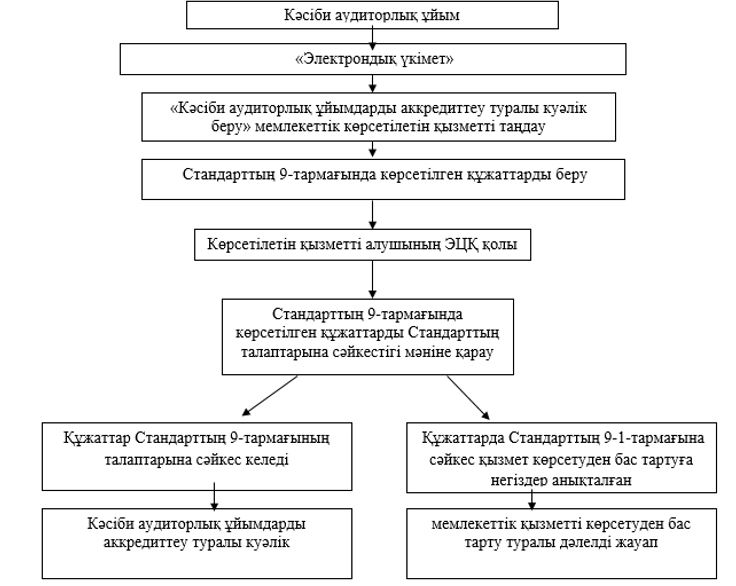 Кәсіби аудиторлық ұйым
«Электрондық үкімет»
«Кәсіби аудиторлық ұйымдарды аккредиттеу туралы куәлік
беру» мемлекеттік көрсетілетін қызметті таңдау
Стандарттың 9-тармағында көрсетілген құжаттарды беру
Көрсетілетін қызметті алушының ЭЦҚ қолы
Стандарттың 9-тармағында
көрсетілген құжаттарды Стандарттың
талаптарына сәйкестігі мәніне қарау
Құжаттар Стандарттың 9-тармағының
талаптарына сәйкес келеді
Құжаттарда Стандарттың 9-1-тармағына
сәйкес қызмет көрсетуден бас тартуға
негіздер анықталған
Кәсіби аудиторлық ұйымдарды
аккредиттеу туралы куәлік
мемлекеттік қызметті көрсетуден бас
тарту туралы дәлелді жауап